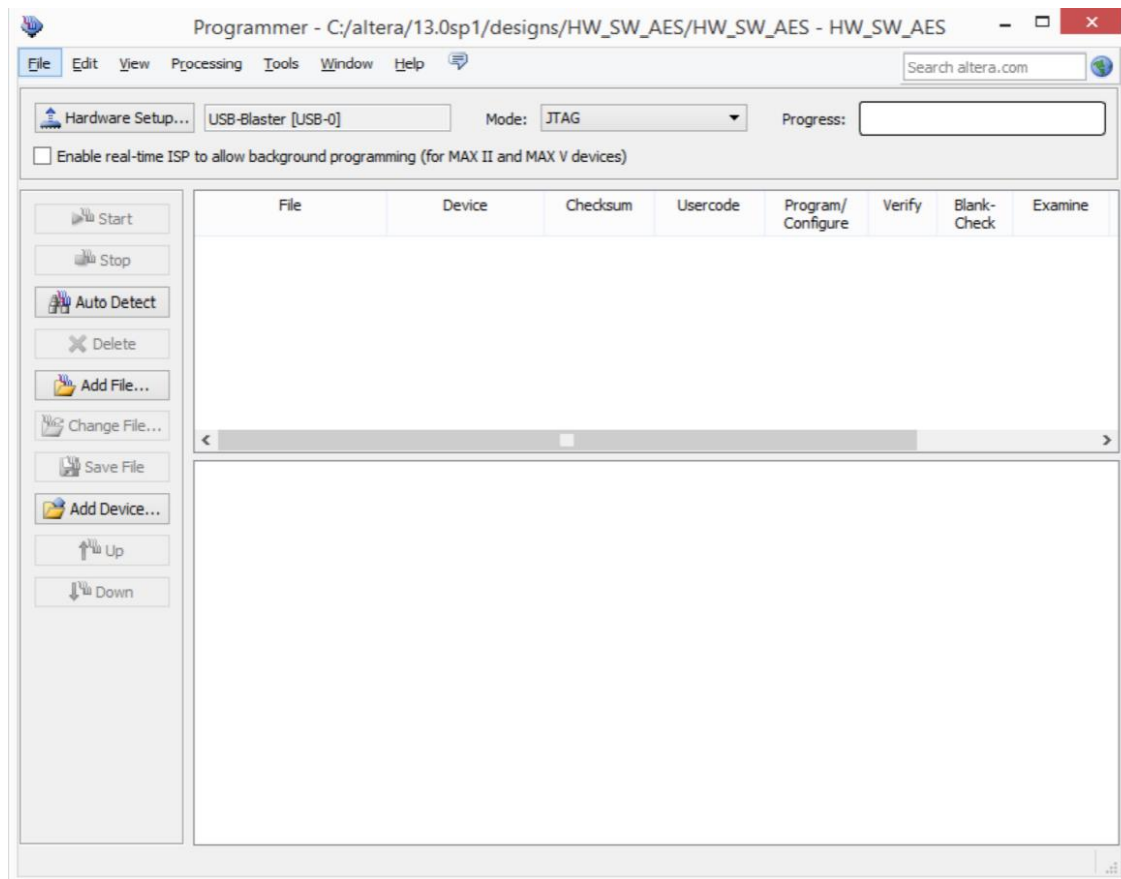 Programmer - C:/altera/13.0sp1/designs/HW_SW_AES/HW_SW_AES - HW_SW_AES
File Edit View Processing Tools Window Help Search altera.com
Hardware Setup... USB-Blaster [USB-0] Mode: JTAG Progress:
Enable real-time ISP to allow background programming (for MAX II and MAX V devices)
File Device Checksum Usercode Program/ Verify Blank- Examine
Configure Check
Start
Stop
Auto Detect
Delete
Add File...
Change File...
Save File
Add Device...
Up
Down